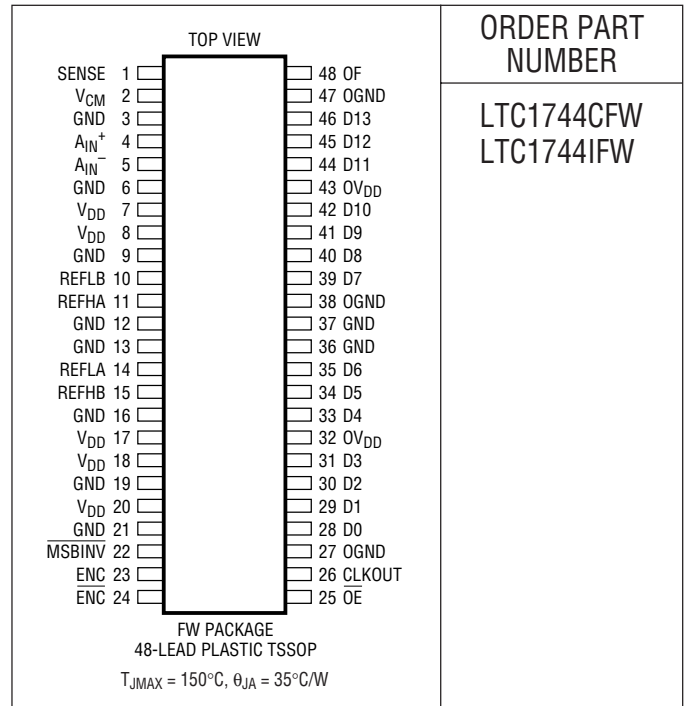 TOP VIEW
SENSE 1
V_CM 2
GND 3
A_IN^+ 4
A_IN^− 5
GND 6
V_DD 7
V_DD 8
GND 9
REFLB 10
REFHA 11
GND 12
GND 13
REFLA 14
REFHB 15
GND 16
V_DD 17
V_DD 18
GND 19
V_DD 20
GND 21
M̅S̅B̅I̅N̅V̅ 22
ENC 23
E̅N̅C̅ 24
48 OF
47 OGND
46 D13
45 D12
44 D11
43 OV_DD
42 D10
41 D9
40 D8
39 D7
38 OGND
37 GND
36 GND
35 D6
34 D5
33 D4
32 OV_DD
31 D3
30 D2
29 D1
28 D0
27 OGND
26 CLKOUT
25 O̅E̅
FW PACKAGE
48-LEAD PLASTIC TSSOP
T_JMAX = 150°C, θ_JA = 35°C/W
ORDER PART
NUMBER
LTC1744CFW
LTC1744IFW